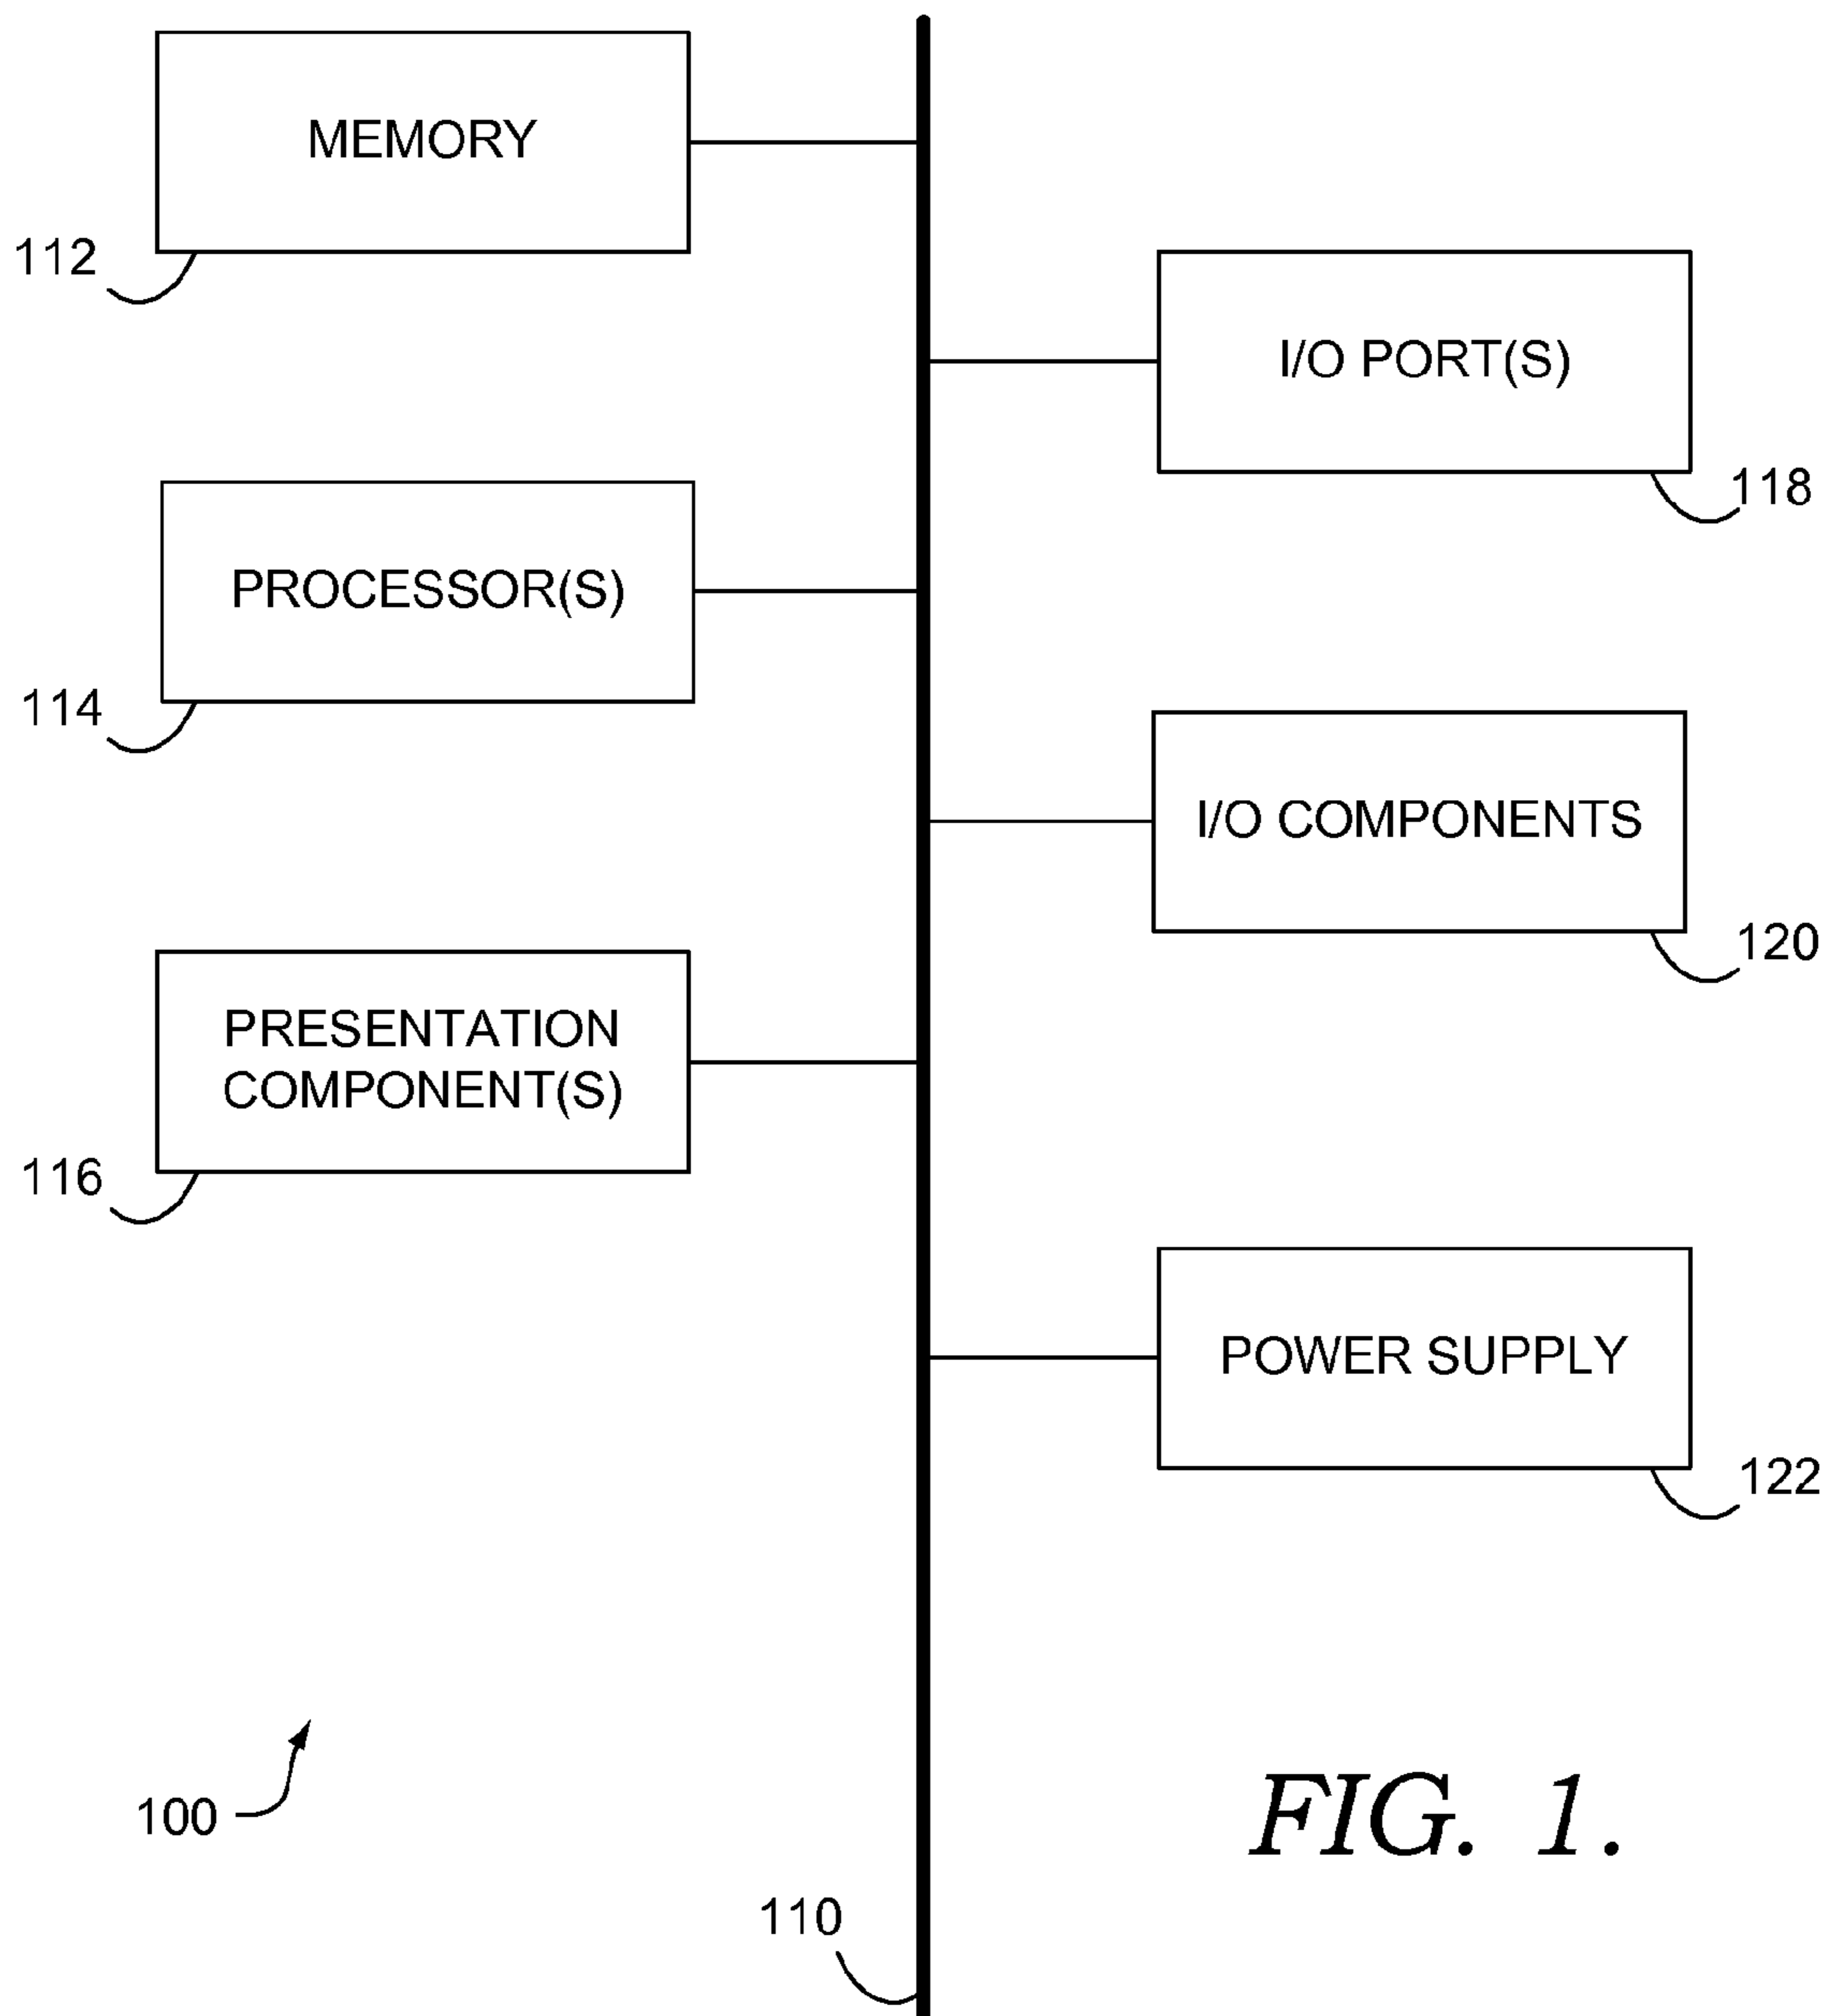 MEMORY
112
I/O PORT(S)
118
PROCESSOR(S)
114
I/O COMPONENTS
120
PRESENTATION
COMPONENT(S)
116
POWER SUPPLY
122
100
FIG. 1.
110